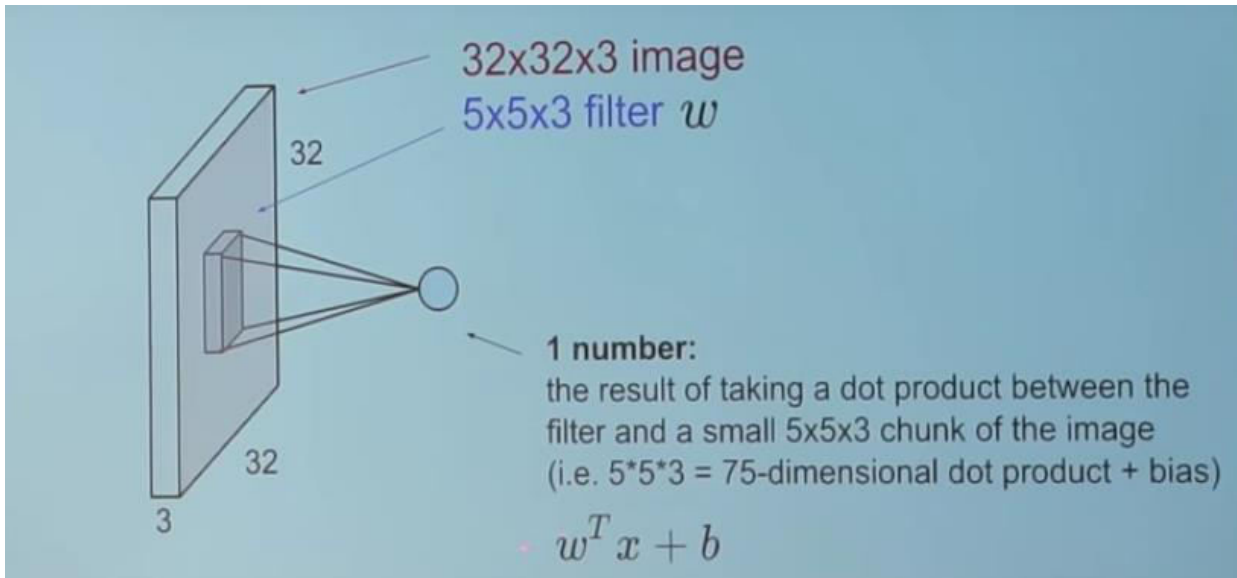 32x32x3 image
5x5x3 filter w
32
32
3
1 number:
the result of taking a dot product between the
filter and a small 5x5x3 chunk of the image
(i.e. 5*5*3 = 75-dimensional dot product + bias)
w^T x + b